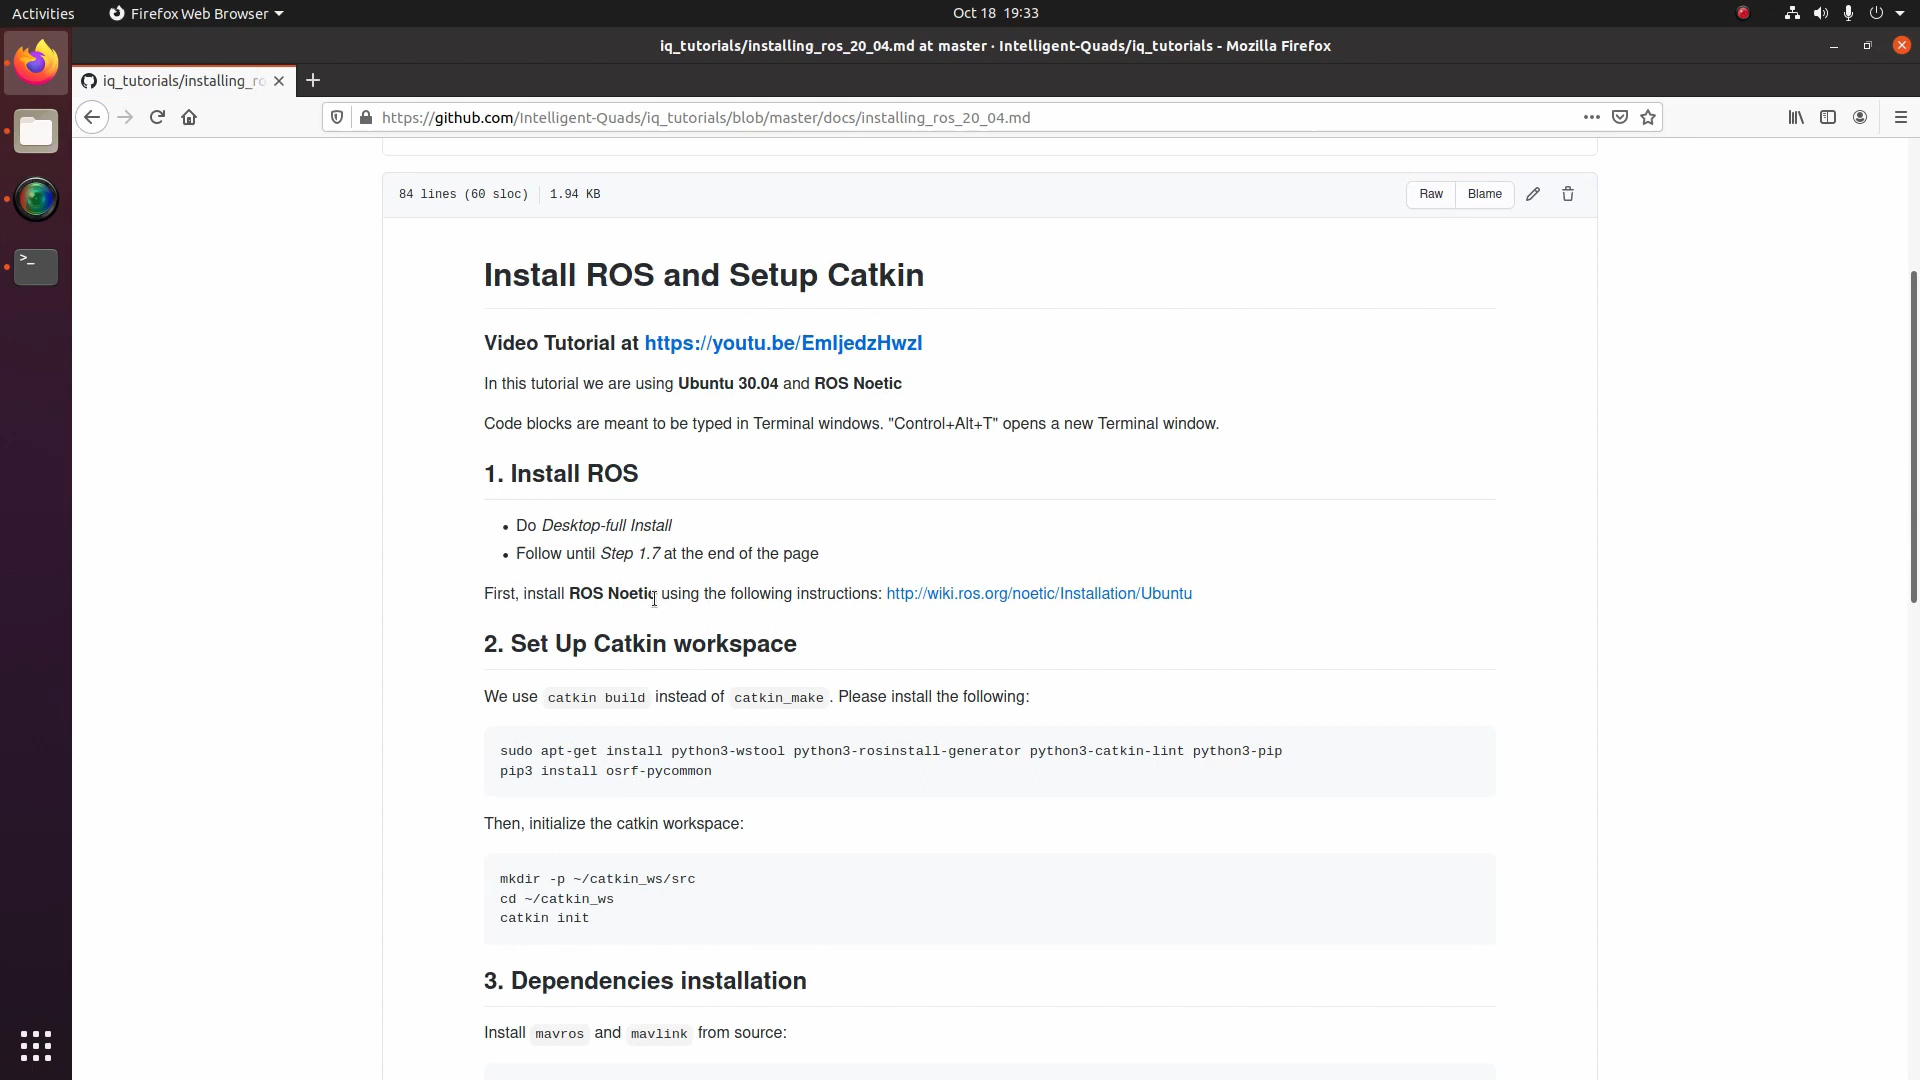 Activities
Firefox Web Browser
Oct 18 19:33
iq_tutorials/installing_ros_20_04.md at master · Intelligent-Quads/iq_tutorials - Mozilla Firefox
iq_tutorials/installing_ro
https://github.com/Intelligent-Quads/iq_tutorials/blob/master/docs/installing_ros_20_04.md
84 lines (60 sloc) 1.94 KB
Raw
Blame
Install ROS and Setup Catkin
Video Tutorial at https://youtu.be/EmIjedzHwzI
In this tutorial we are using Ubuntu 30.04 and ROS Noetic
Code blocks are meant to be typed in Terminal windows. "Control+Alt+T" opens a new Terminal window.
1. Install ROS
• Do Desktop-full Install
• Follow until Step 1.7 at the end of the page
First, install ROS Noetic using the following instructions: http://wiki.ros.org/noetic/Installation/Ubuntu
2. Set Up Catkin workspace
We use catkin build instead of catkin_make . Please install the following:
sudo apt-get install python3-wstool python3-rosinstall-generator python3-catkin-lint python3-pip
pip3 install osrf-pycommon
Then, initialize the catkin workspace:
mkdir -p ~/catkin_ws/src
cd ~/catkin_ws
catkin init
3. Dependencies installation
Install mavros and mavlink from source: